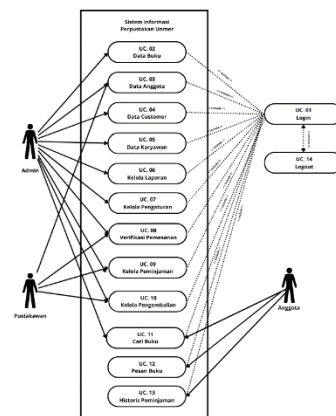 Sistem Informasi
Perpustakan Unmer
UC. 02
Data Buku
UC. 03
Data Anggota
UC. 04
Data Customer
UC. 05
Data Karyawan
UC. 06
Kelola Laporan
UC. 07
Kelola Pengaturan
UC. 08
Verifikasi Pemesanan
UC. 09
Kelola Peminjaman
UC. 10
Kelola Pengembalian
UC. 11
Cari Buku
UC. 12
Pesan Buku
UC. 13
Historis Peminjaman
UC. 01
Login
UC. 14
Logout
Admin
Pustakawan
Anggota